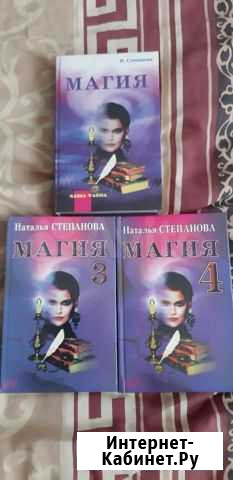 Н. Степанова
МАГИЯ
Наталья СТЕПАНОВА
МАГИЯ
3
Наталья СТЕПАНОВА
МАГИЯ
4
Интернет-
Кабинет.Ру